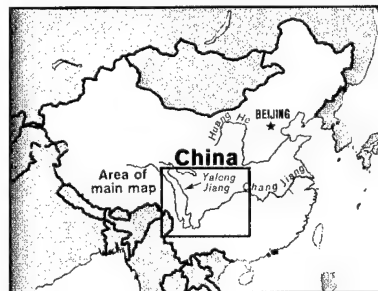 Huang He
BEIJING
China
Area of
main map
Yalong
Jiang
Chang Jiang